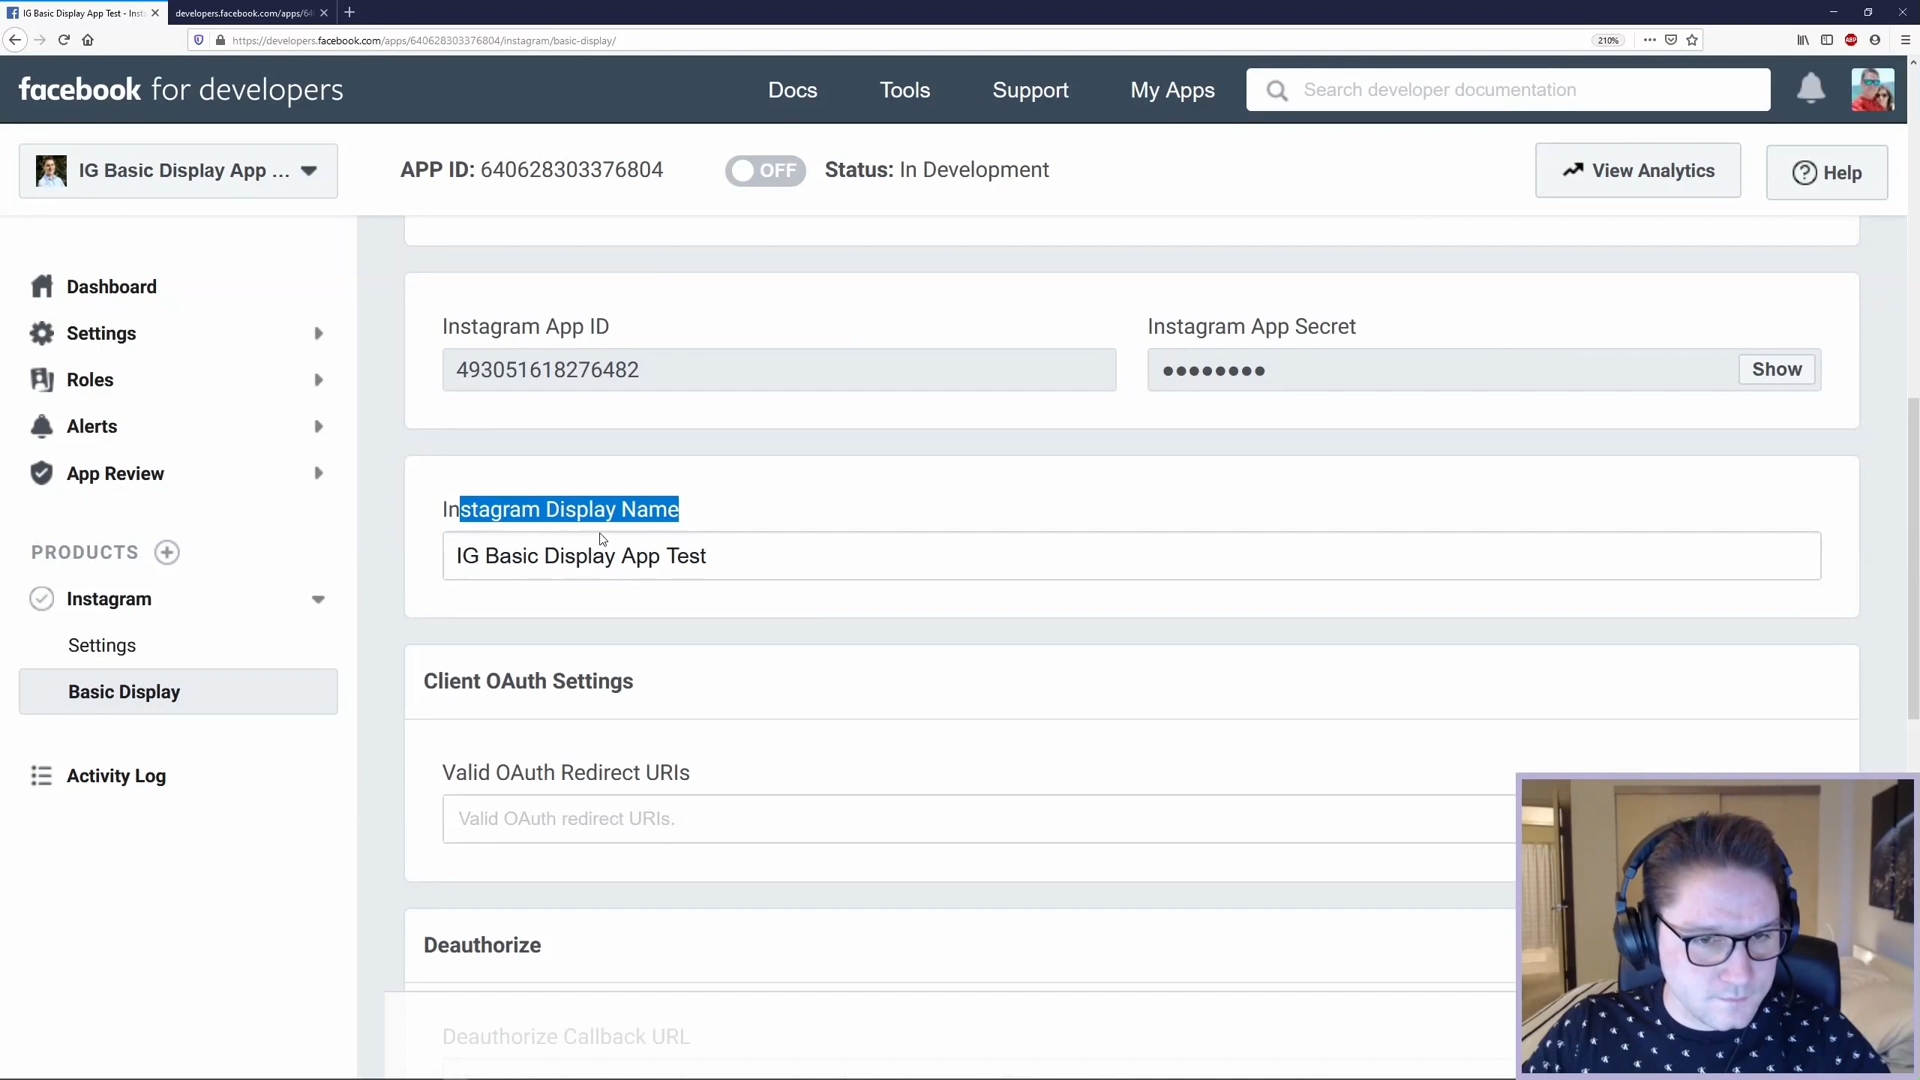 IG Basic Display App Test - Inst
developers.facebook.com/apps/64
https://developers.facebook.com/apps/640628303376804/instagram/basic-display/
210%
ABP
facebook for developers
Docs
Tools
Support
My Apps
Search developer documentation
IG Basic Display App ...
APP ID: 640628303376804
OFF
Status: In Development
View Analytics
Help
Dashboard
Settings
Roles
Alerts
App Review
PRODUCTS
Instagram
Settings
Basic Display
Activity Log
Instagram App ID
493051618276482
Instagram App Secret
Show
Instagram Display Name
IG Basic Display App Test
Client OAuth Settings
Valid OAuth Redirect URIs
Valid OAuth redirect URIs.
Deauthorize
Deauthorize Callback URL